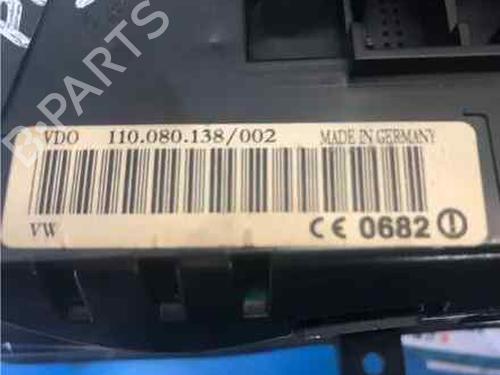 B-PARTS
VDO 110.080.138/002 MADE IN GERMANY
VW CE 0682